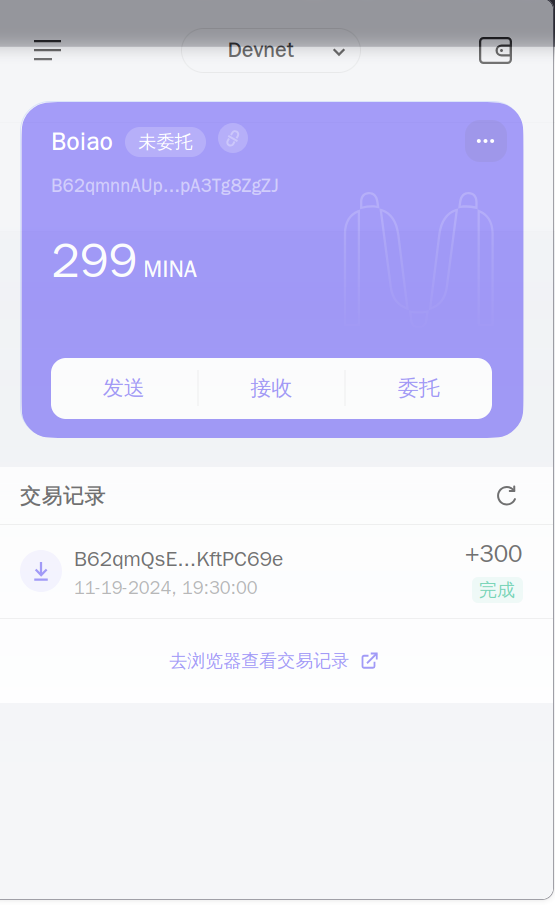 Devnet
Boiao 未委托
B62qmnnAUp...pA3Tg8ZgZJ
299 MINA
发送 接收 委托
交易记录
B62qmQsE...KftPC69e +300
11-19-2024, 19:30:00 完成
去浏览器查看交易记录